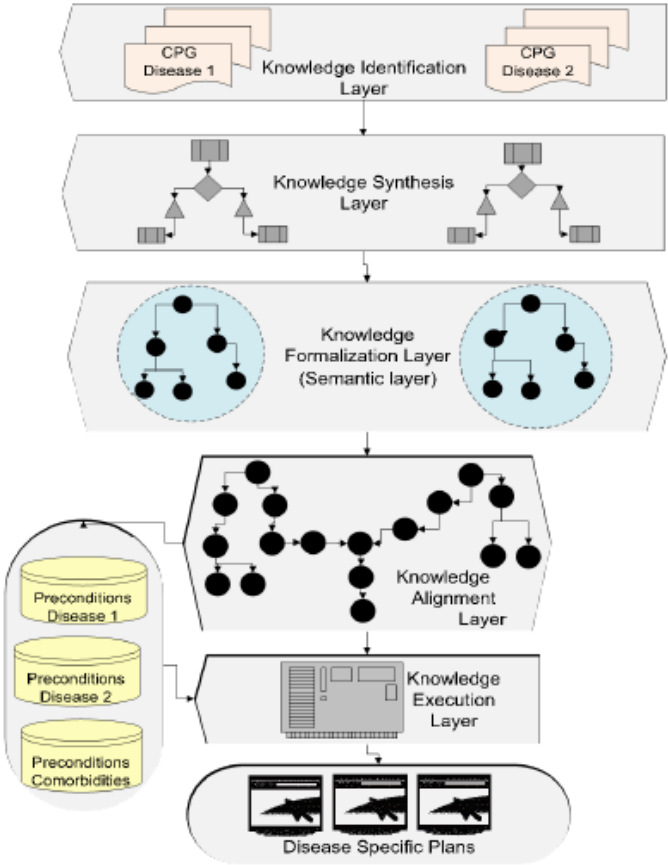 CPG
Disease 1
Knowledge Identification
Layer
CPG
Disease 2
Knowledge Synthesis
Layer
Knowledge
Formalization Layer
(Semantic layer)
Knowledge
Alignment
Layer
Preconditions
Disease 1
Preconditions
Disease 2
Preconditions
Comorbidities
Knowledge
Execution
Layer
Disease Specific Plans